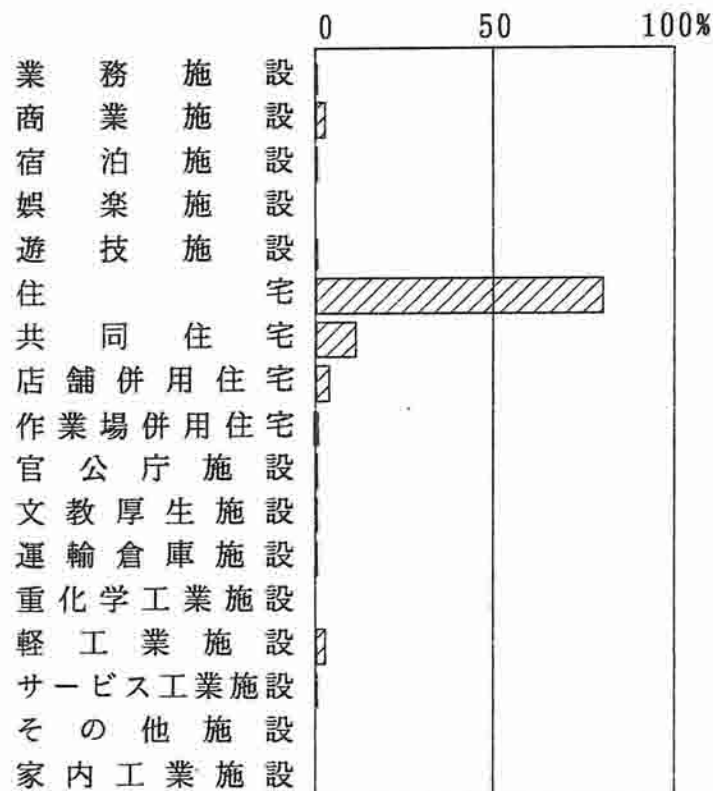 0 50 100%
業務施設
商業施設
宿泊施設
娯楽施設
遊技施設
住宅
共同住宅
店舗併用住宅
作業場併用住宅
官公庁施設
文教厚生施設
運輸倉庫施設
重化学工業施設
軽工業施設
サービス工業施設
その他施設
家内工業施設